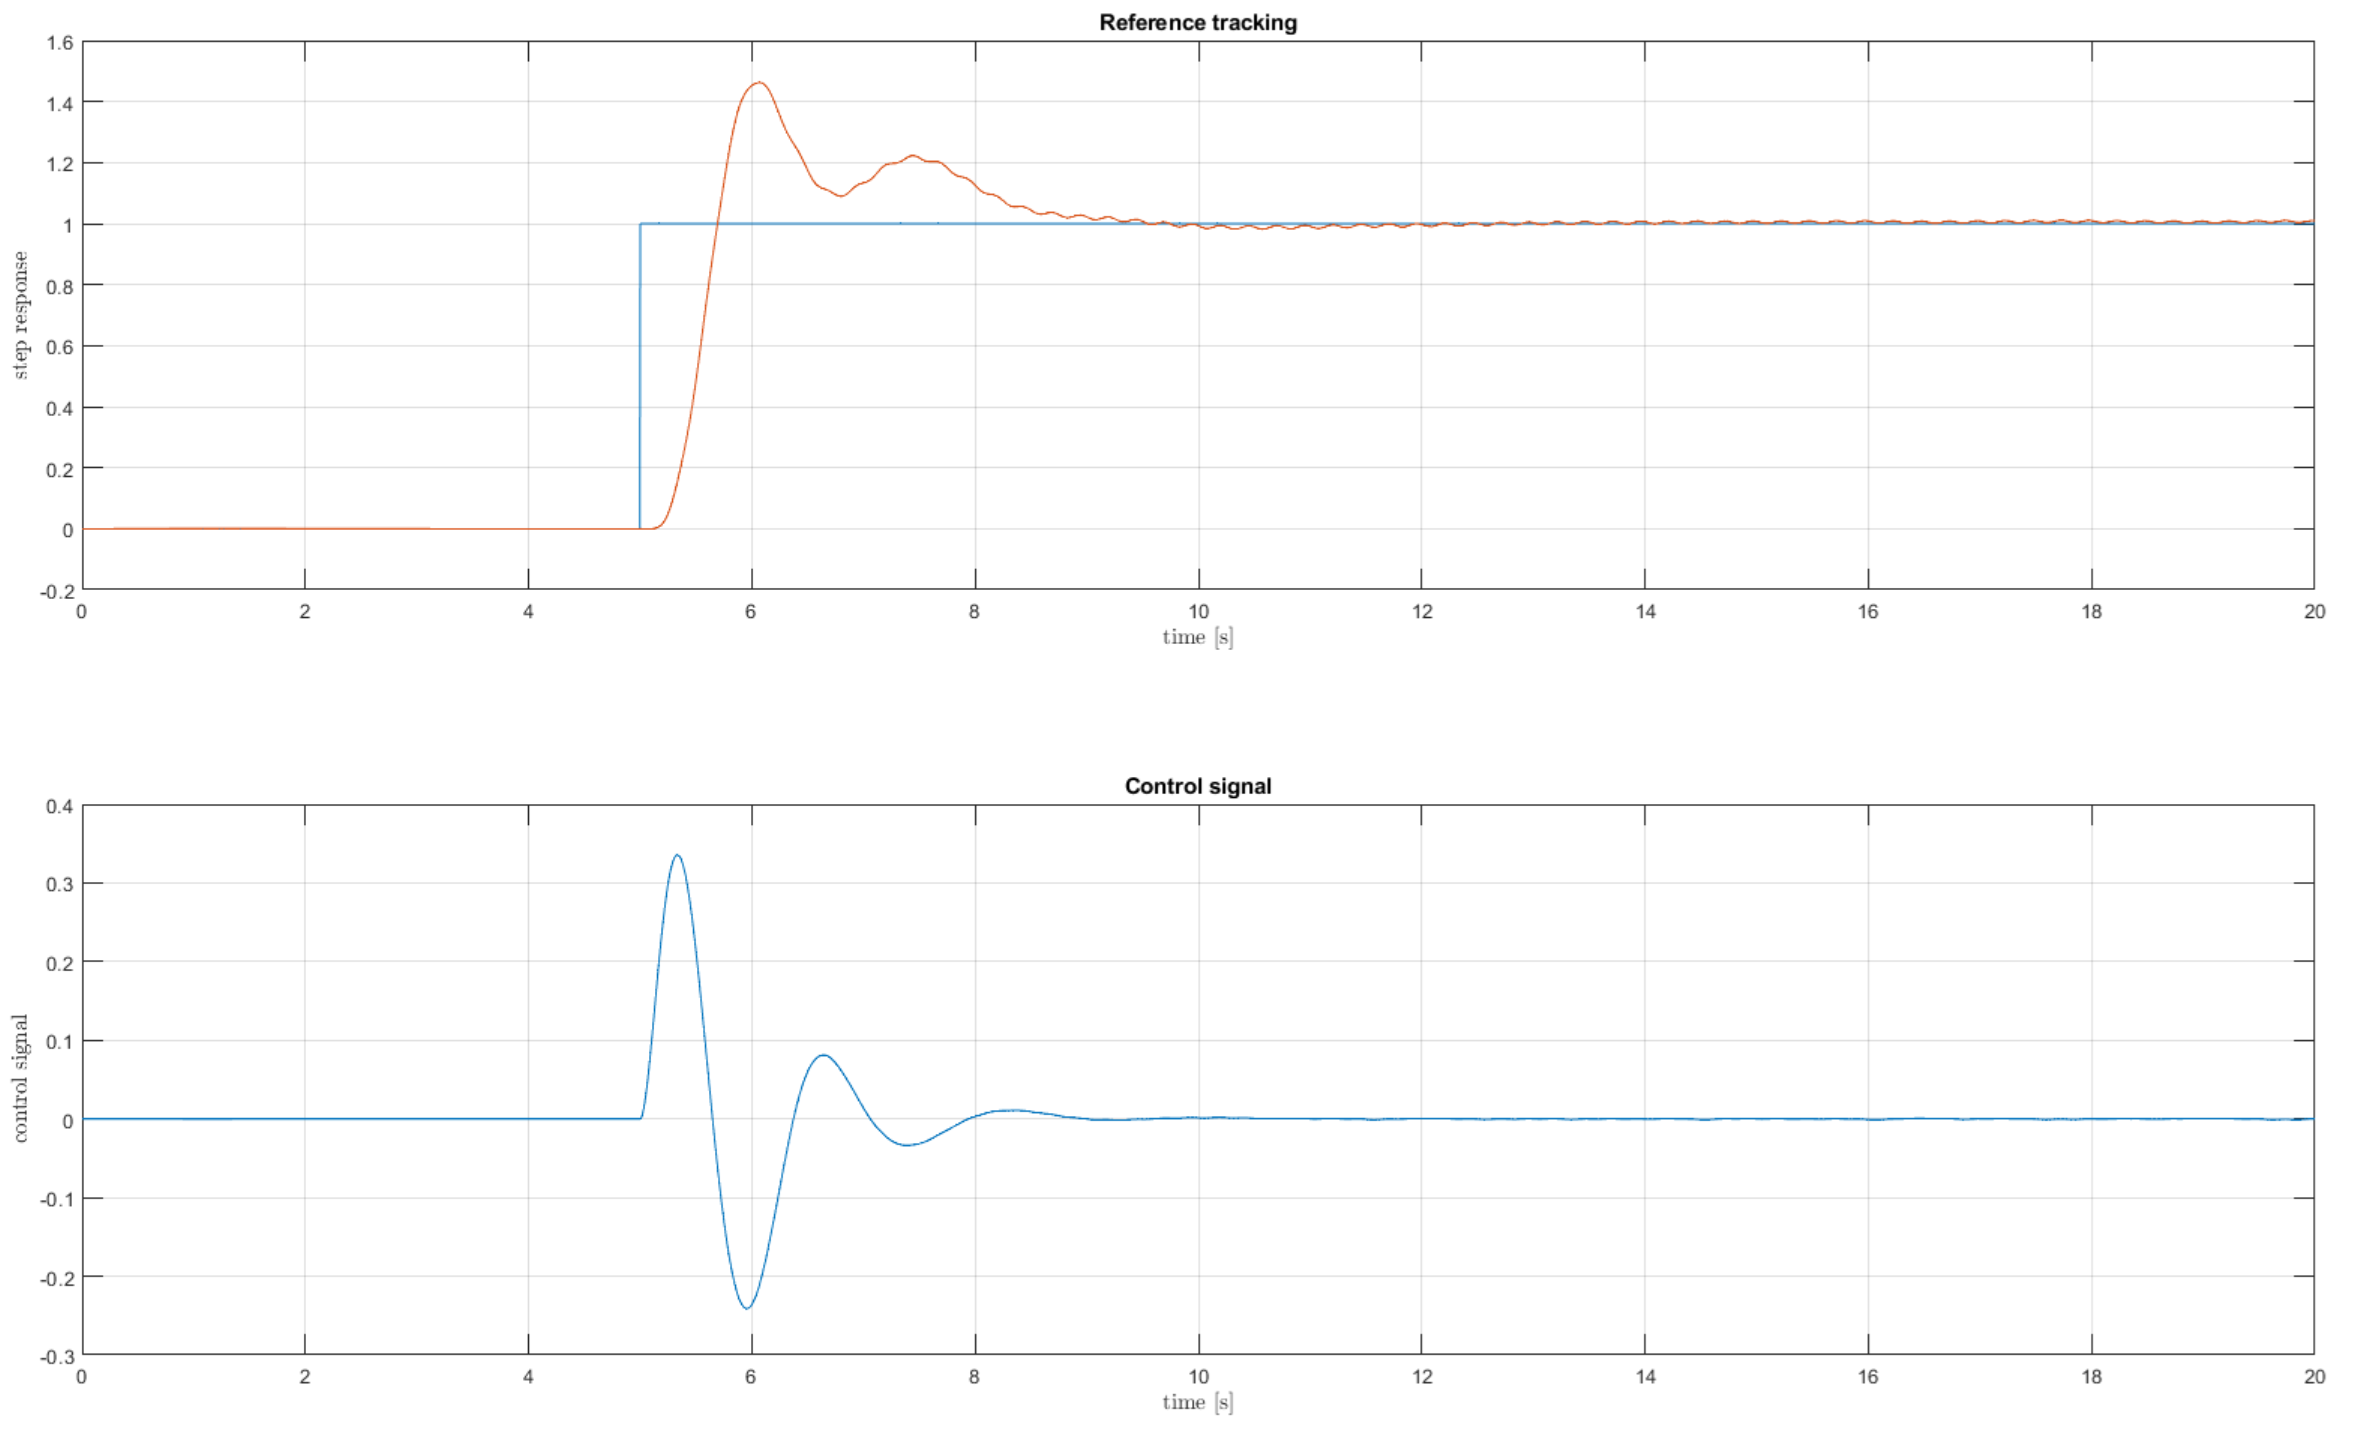 Reference tracking
1.6
1.4
1.2
1
0.8
0.6
0.4
0.2
0
-0.2
step response
0 2 4 6 8 10 12 14 16 18 20
time [s]
Control signal
0.4
0.3
0.2
0.1
0
-0.1
-0.2
-0.3
control signal
0 2 4 6 8 10 12 14 16 18 20
time [s]